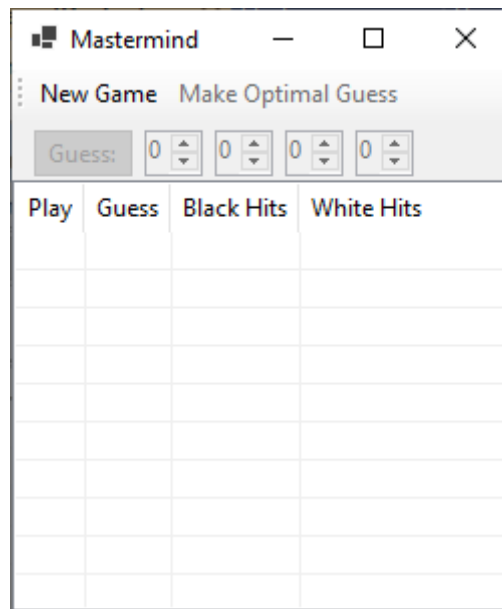 Mastermind
New Game Make Optimal Guess
Guess: 0 0 0 0
Play Guess Black Hits White Hits